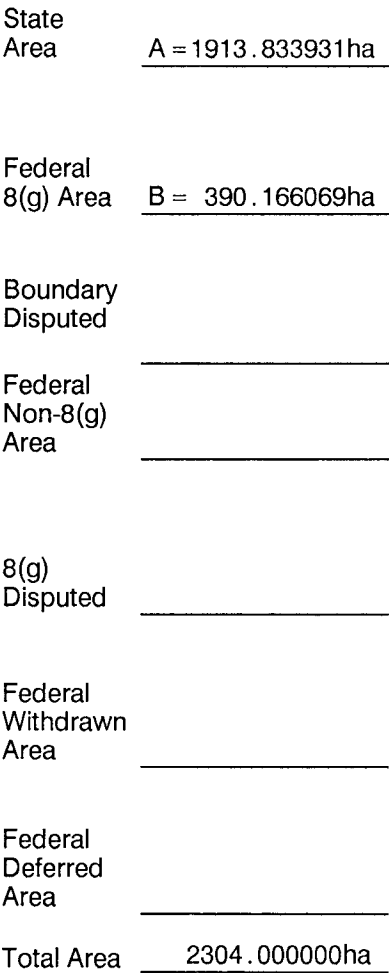 State
Area A = 1913.833931ha
Federal
8(g) Area B = 390.166069ha
Boundary
Disputed
Federal
Non-8(g)
Area
8(g)
Disputed
Federal
Withdrawn
Area
Federal
Deferred
Area
Total Area 2304.000000ha